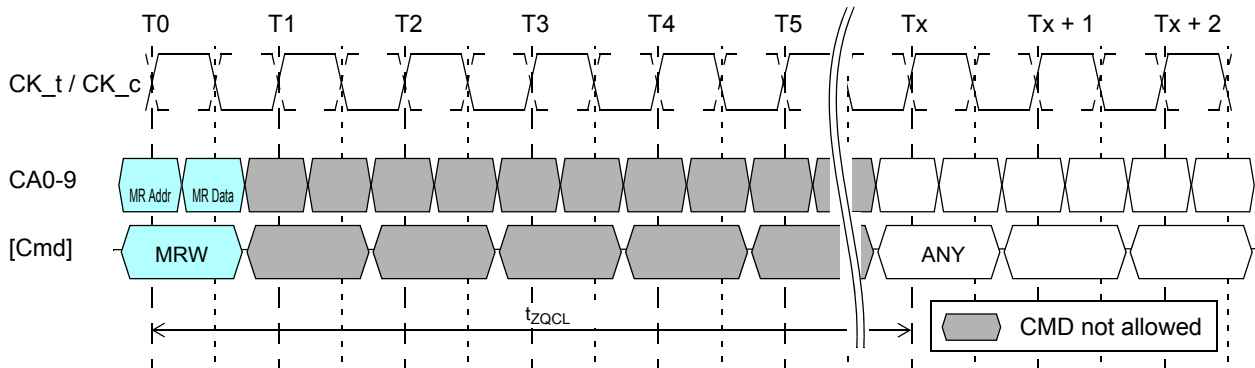 T0 T1 T2 T3 T4 T5 Tx Tx + 1 Tx + 2
CK_t / CK_c
CA0-9 MR Addr MR Data
[Cmd] MRW ANY
tZQCL
CMD not allowed